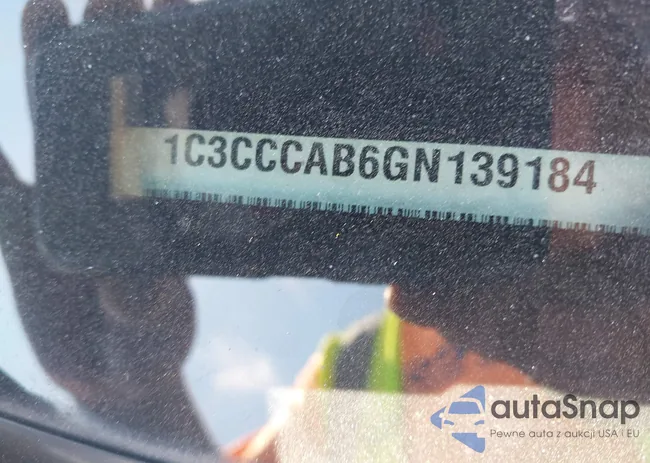 1C3CCCAB6GN139184
autaSnap
Pewne auta z aukcji USA i EU